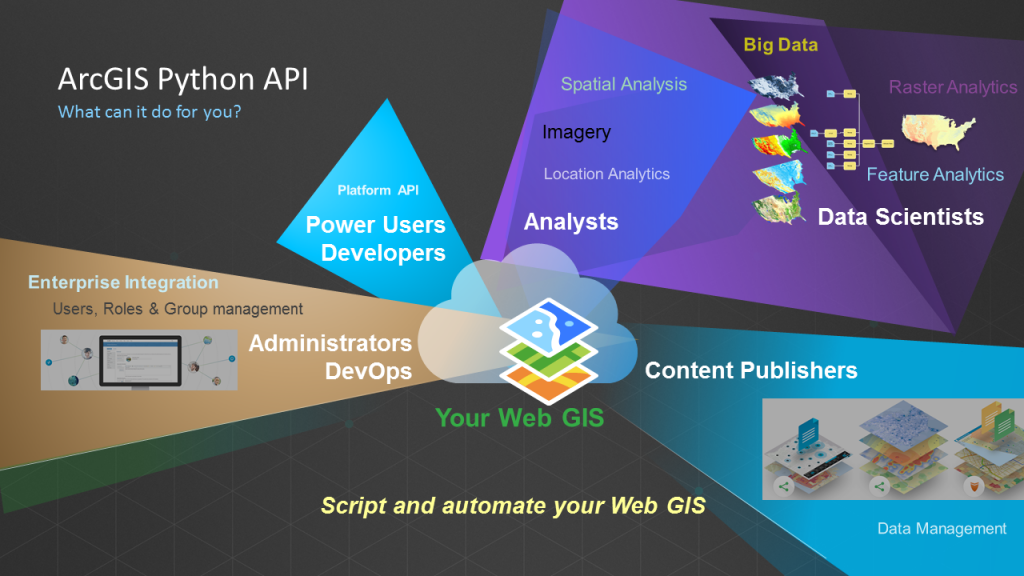 ArcGIS Python API
What can it do for you?
Platform API
Power Users
Developers
Spatial Analysis
Imagery
Location Analytics
Analysts
Big Data
Raster Analytics
Feature Analytics
Data Scientists
Enterprise Integration
Users, Roles & Group management
Administrators
DevOps
Your Web GIS
Content Publishers
Data Management
Script and automate your Web GIS